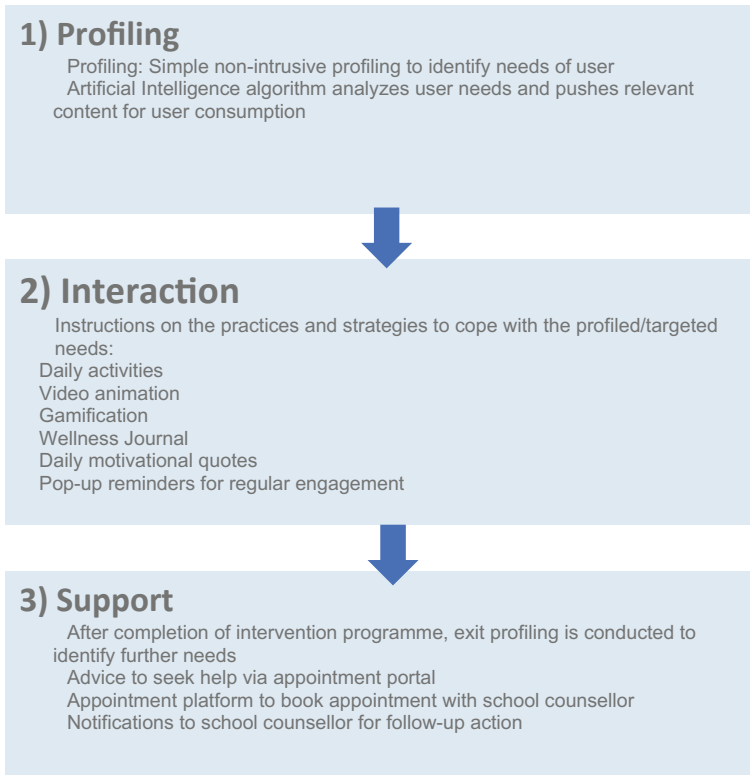 1) Profiling
Profiling: Simple non-intrusive profiling to identify needs of user
Artificial Intelligence algorithm analyzes user needs and pushes relevant
content for user consumption
2) Interaction
Instructions on the practices and strategies to cope with the profiled/targeted
needs:
Daily activities
Video animation
Gamification
Wellness Journal
Daily motivational quotes
Pop-up reminders for regular engagement
3) Support
After completion of intervention programme, exit profiling is conducted to
identify further needs
Advice to seek help via appointment portal
Appointment platform to book appointment with school counsellor
Notifications to school counsellor for follow-up action